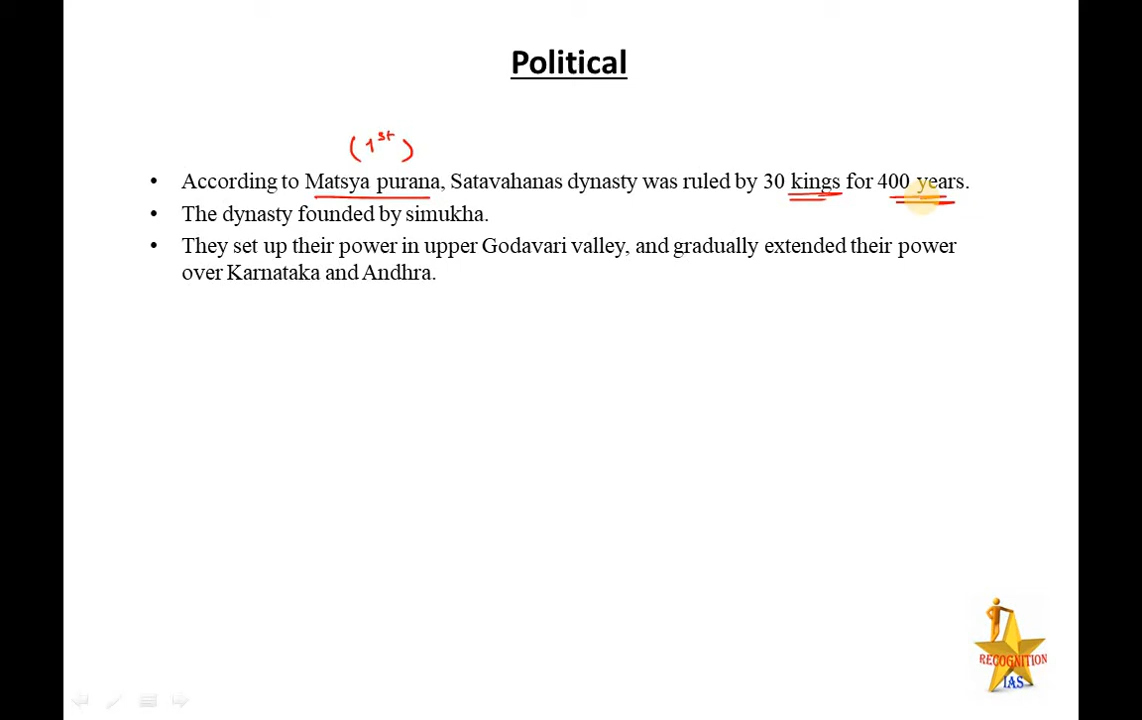 Political
(1st)
• According to Matsya purana, Satavahanas dynasty was ruled by 30 kings for 400 years.
• The dynasty founded by simukha.
• They set up their power in upper Godavari valley, and gradually extended their power
over Karnataka and Andhra.
RECOGNITION
IAS